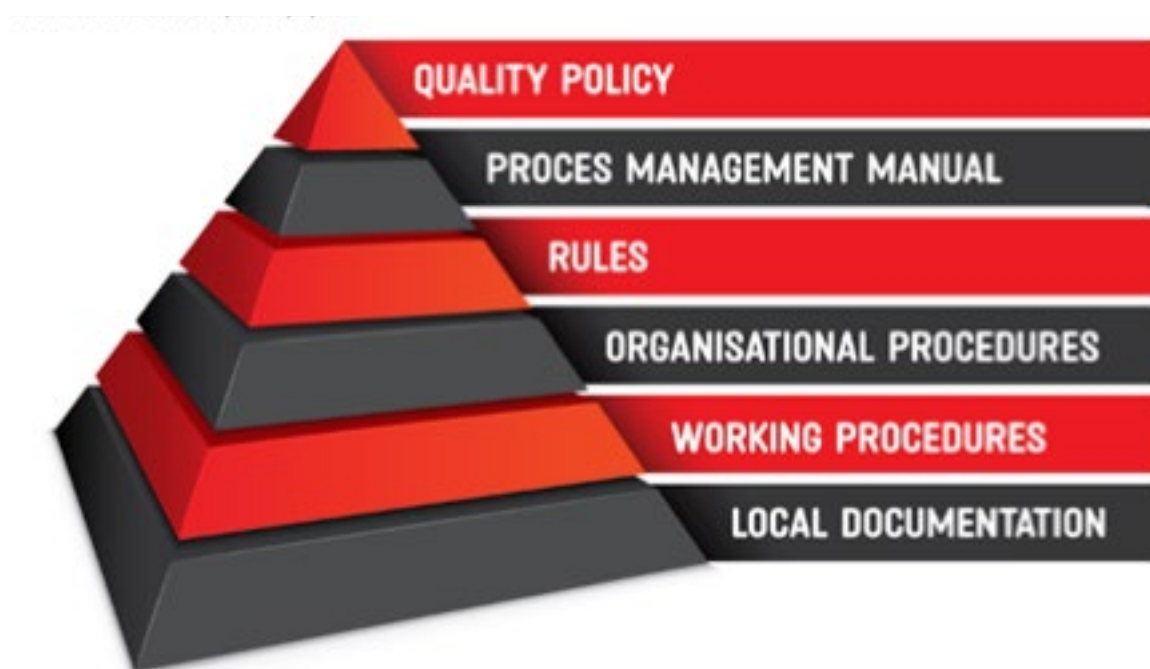 QUALITY POLICY
PROCES MANAGEMENT MANUAL
RULES
ORGANISATIONAL PROCEDURES
WORKING PROCEDURES
LOCAL DOCUMENTATION